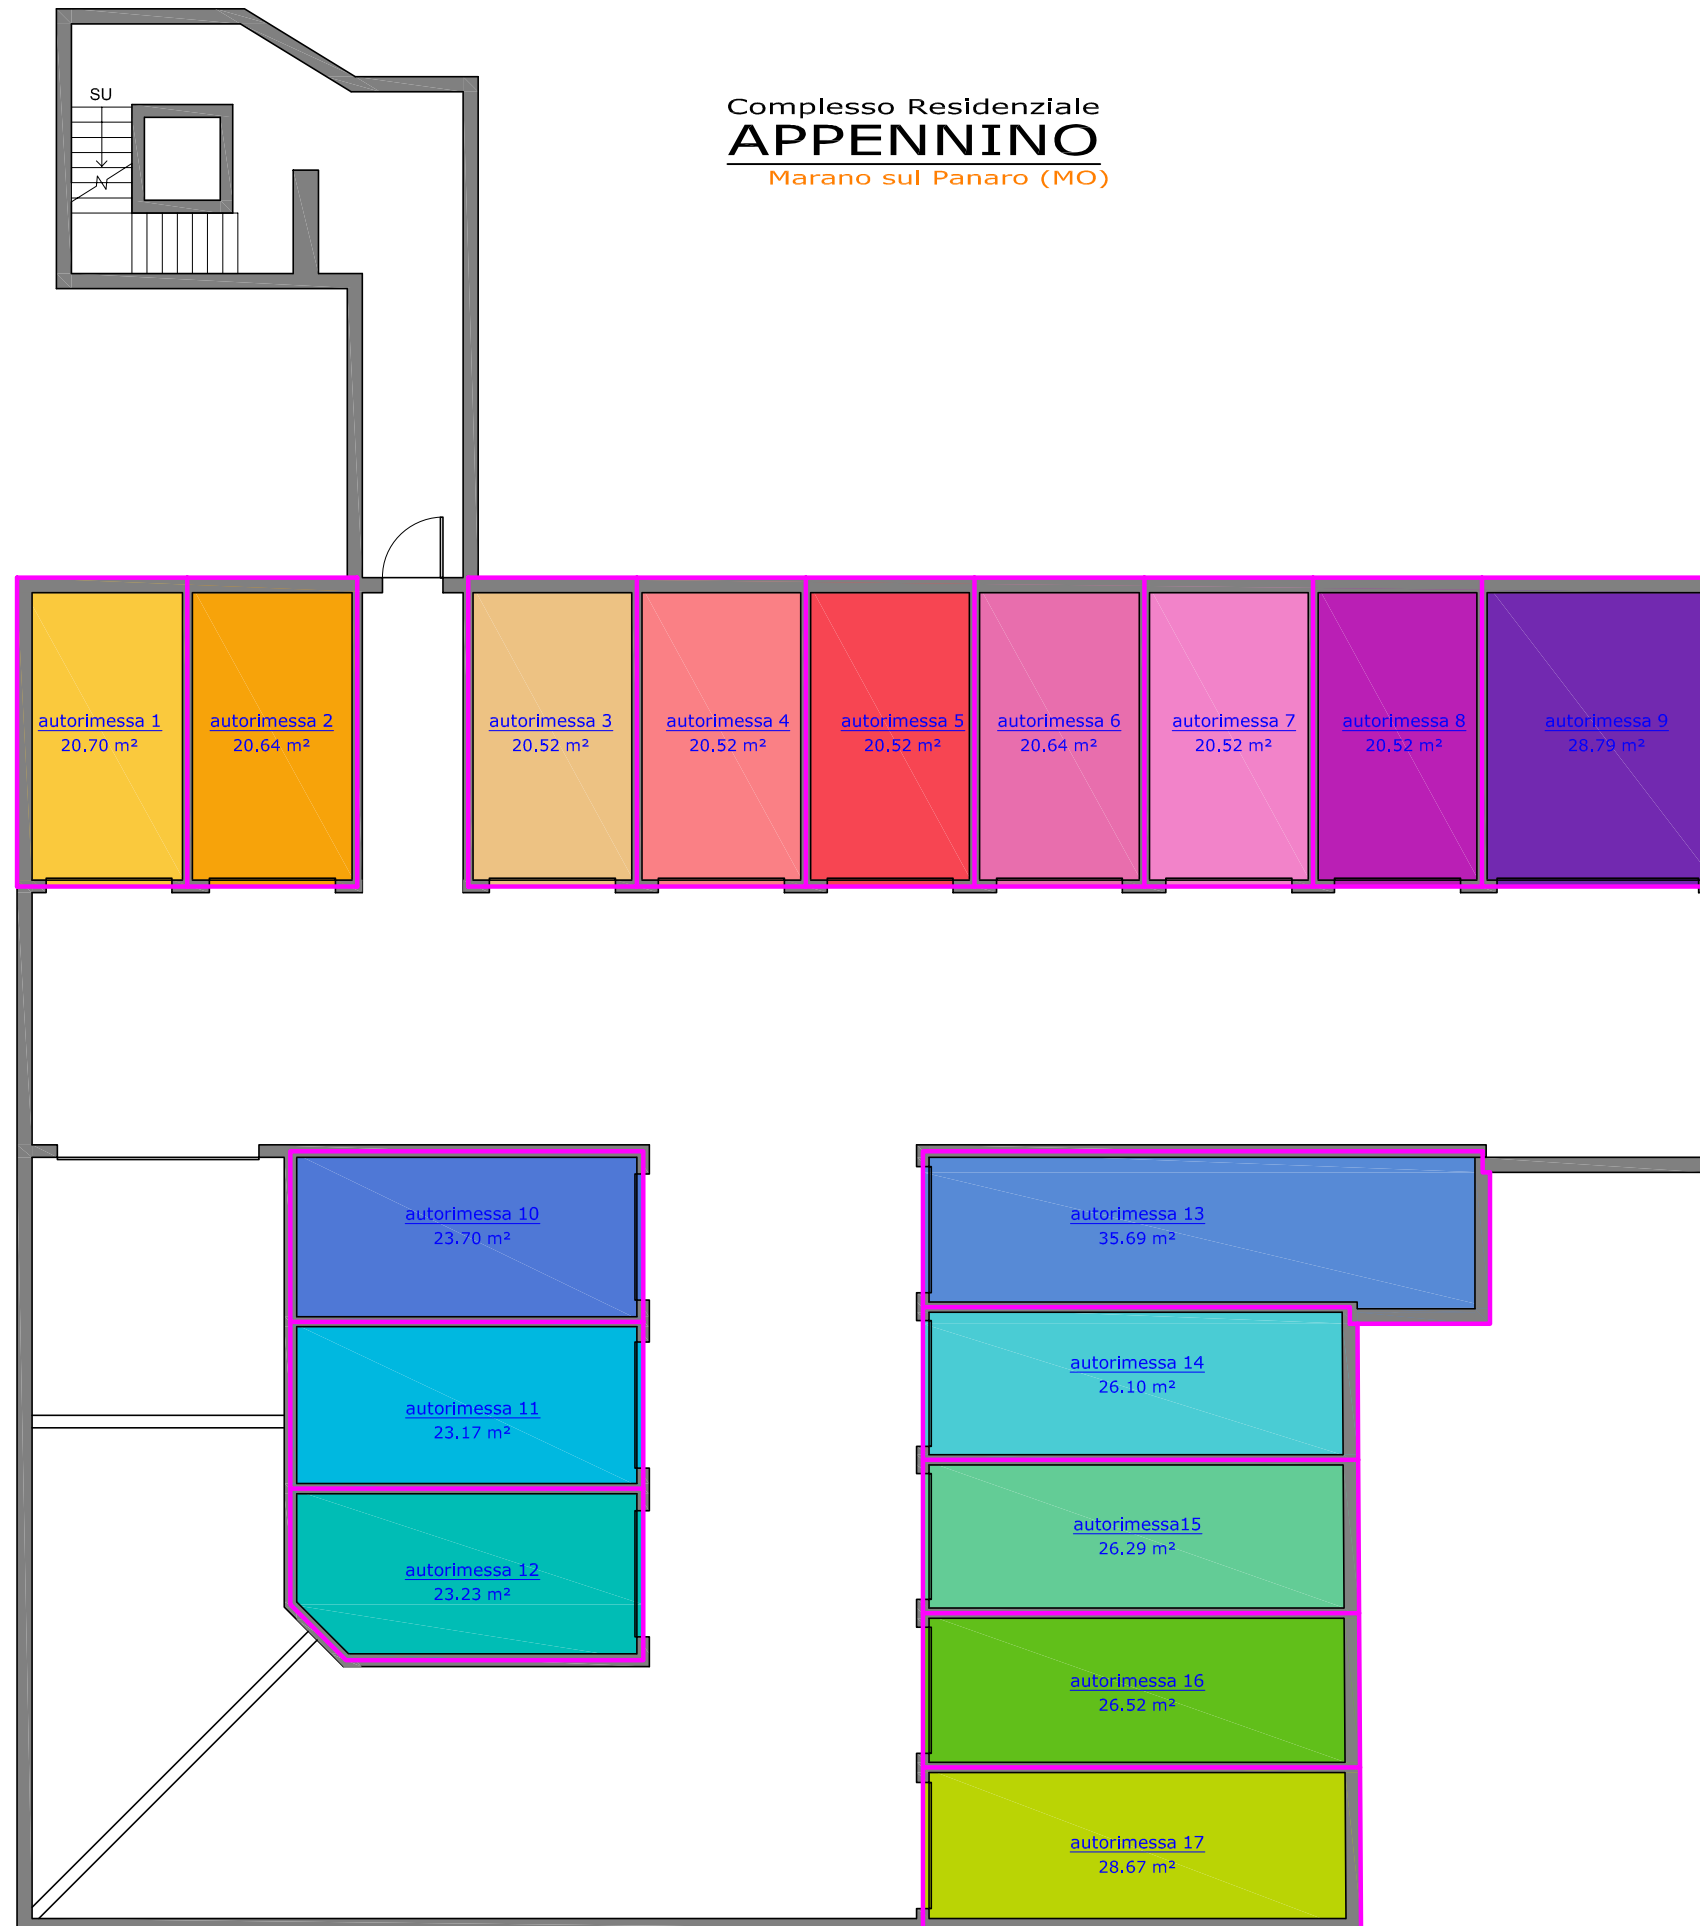 SU
Complesso Residenziale
APPENNINO
Marano sul Panaro (MO)
autorimessa 1
20.70 m²
autorimessa 2
20.64 m²
autorimessa 3
20.52 m²
autorimessa 4
20.52 m²
autorimessa 5
20.52 m²
autorimessa 6
20.64 m²
autorimessa 7
20.52 m²
autorimessa 8
20.52 m²
autorimessa 9
28.79 m²
autorimessa 10
23.70 m²
autorimessa 11
23.17 m²
autorimessa 12
23.23 m²
autorimessa 13
35.69 m²
autorimessa 14
26.10 m²
autorimessa15
26.29 m²
autorimessa 16
26.52 m²
autorimessa 17
28.67 m²